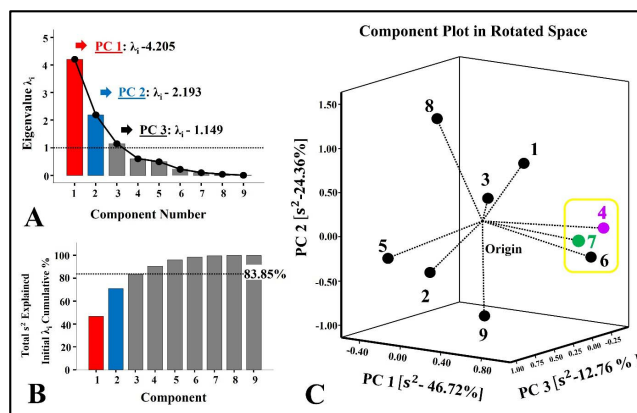 PC 1: λi -4.205
PC 2: λi - 2.193
PC 3: λi - 1.149
Eigenvalue λi
5
4
3
2
1
0
1 2 3 4 5 6 7 8 9
A
Component Number
Total s² Explained
Initial λi Cumulative %
100
80
60
40
20
0
83.85%
1 2 3 4 5 6 7 8 9
B
Component
Component Plot in Rotated Space
PC 2 [s²-24.36%]
1.50
1.00
0.50
0.00
-0.50
-1.00
8
1
3
4
7
6
5
2
9
Origin
-0.40 0.00 0.40 0.80
1.00 0.75 0.50 0.25 0.00 -0.25
PC 1 [s²- 46.72%]
PC 3 [s²-12.76 %
C